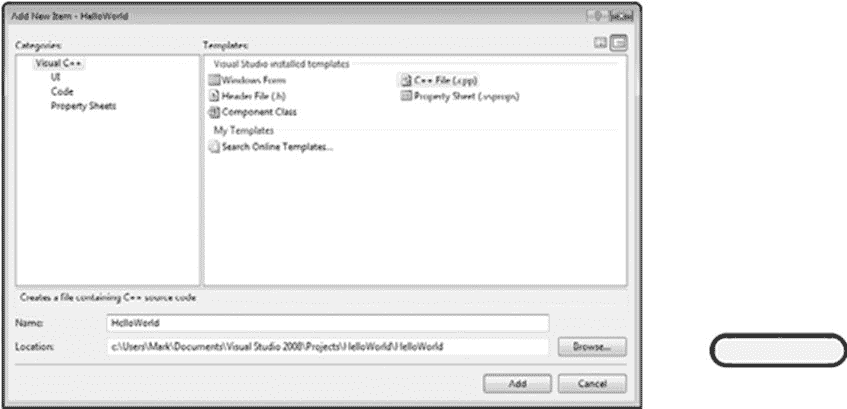 Add New Item - HelloWorld
Categories:
Templates:
Visual C++
UI
Code
Property Sheets
Visual Studio installed templates
Windows Form
C++ File (.cpp)
Header File (.h)
Property Sheet (.vsprops)
Component Class
My Templates
Search Online Templates...
Creates a file containing C++ source code
Name:
HelloWorld
Location:
c:\Users\Mark\Documents\Visual Studio 2008\Projects\HelloWorld\HelloWorld
Browse...
Add
Cancel